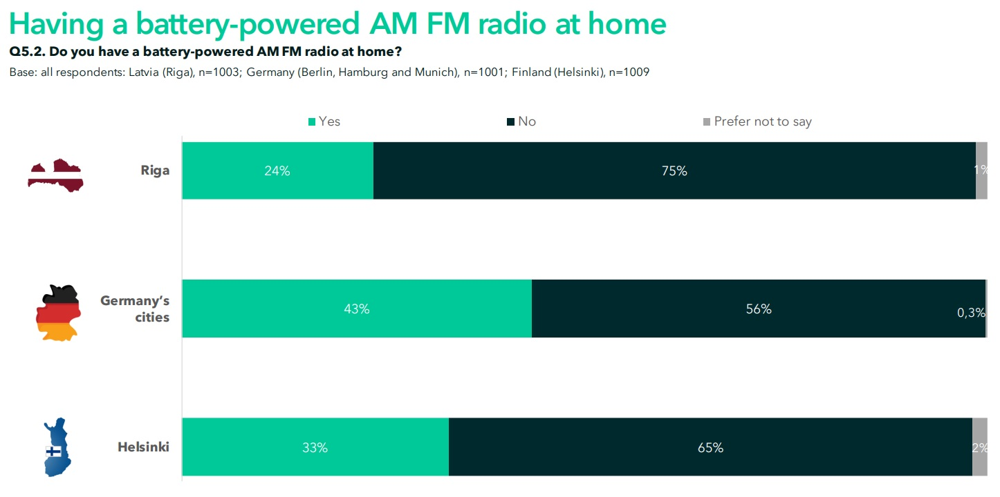 Having a battery-powered AM FM radio at home
Q5.2. Do you have a battery-powered AM FM radio at home?
Base: all respondents: Latvia (Riga), n=1003; Germany (Berlin, Hamburg and Munich), n=1001; Finland (Helsinki), n=1009
Yes No Prefer not to say
Riga 24% 75% 1%
Germany's
cities
43% 56% 0,3%
Helsinki 33% 65% 2%